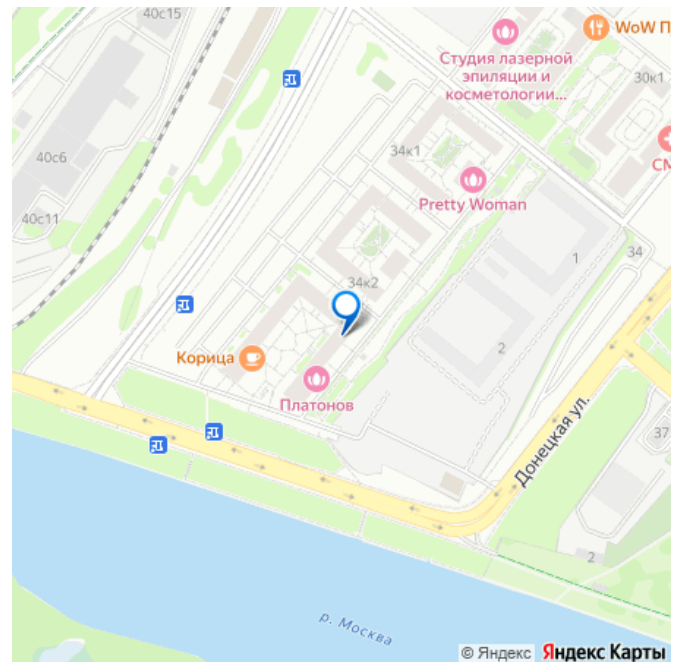 40с15
WoW П
Студия лазерной
эпиляции и
косметологии...
30к1
40с6
34к1
СМ
Pretty Woman
40с11
34
1
34к2
2
Корица
Платонов
Донецкая ул.
37
2
р. Москва
© Яндекс Яндекс Карты